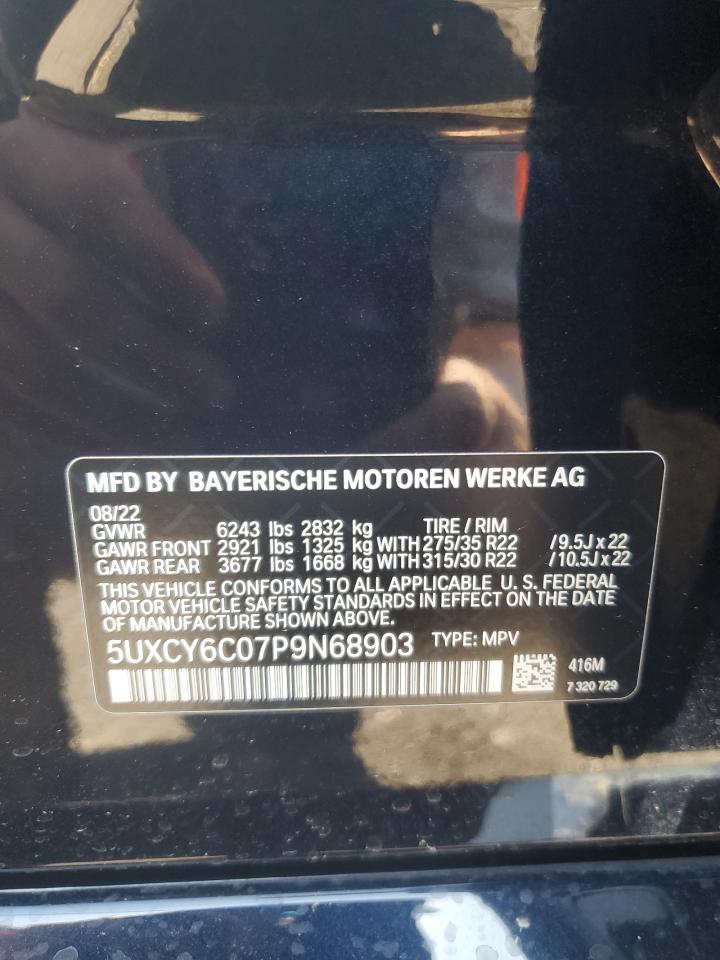 MFD BY BAYERISCHE MOTOREN WERKE AG
08/22 TIRE / RIM
GVWR 6243 lbs 2832 kg
GAWR FRONT 2921 lbs 1325 kg WITH 275/35 R22 /9.5J x 22
GAWR REAR 3677 lbs 1668 kg WITH 315/30 R22 /10.5J x 22
THIS VEHICLE CONFORMS TO ALL APPLICABLE U. S. FEDERAL
MOTOR VEHICLE SAFETY STANDARDS IN EFFECT ON THE DATE
OF MANUFACTURE SHOWN ABOVE.
5UXCY6C07P9N68903 TYPE: MPV
416M
7 320 729